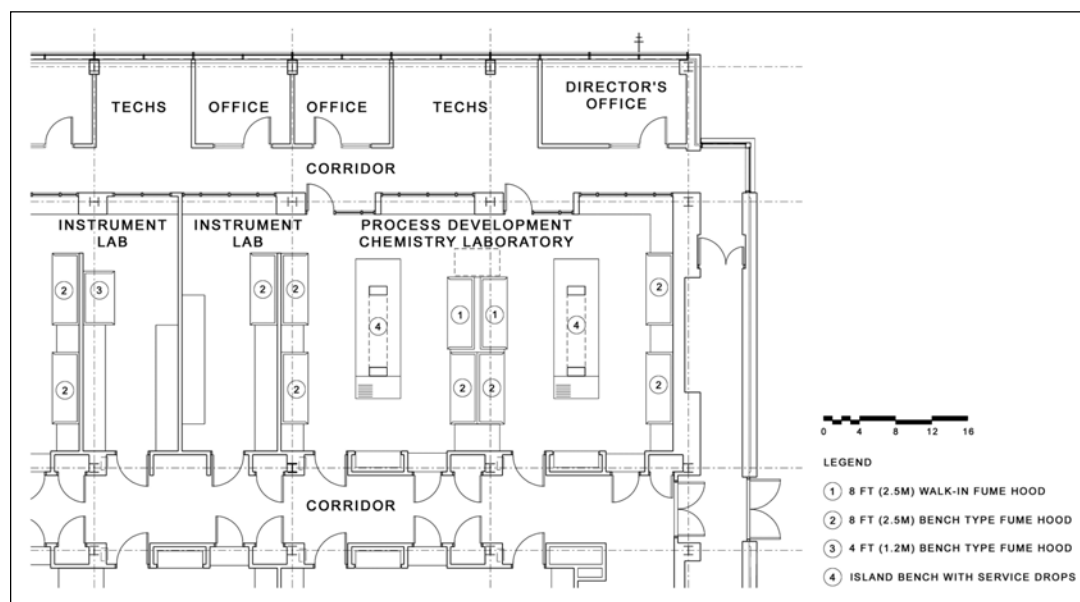 TECHS
OFFICE
OFFICE
TECHS
DIRECTOR'S
OFFICE
CORRIDOR
INSTRUMENT
LAB
INSTRUMENT
LAB
PROCESS DEVELOPMENT
CHEMISTRY LABORATORY
2
3
2
2
1
1
2
4
4
2
2
2
2
2
CORRIDOR
0 4 8 12 16
LEGEND
1 8 FT (2.5M) WALK-IN FUME HOOD
2 8 FT (2.5M) BENCH TYPE FUME HOOD
3 4 FT (1.2M) BENCH TYPE FUME HOOD
4 ISLAND BENCH WITH SERVICE DROPS